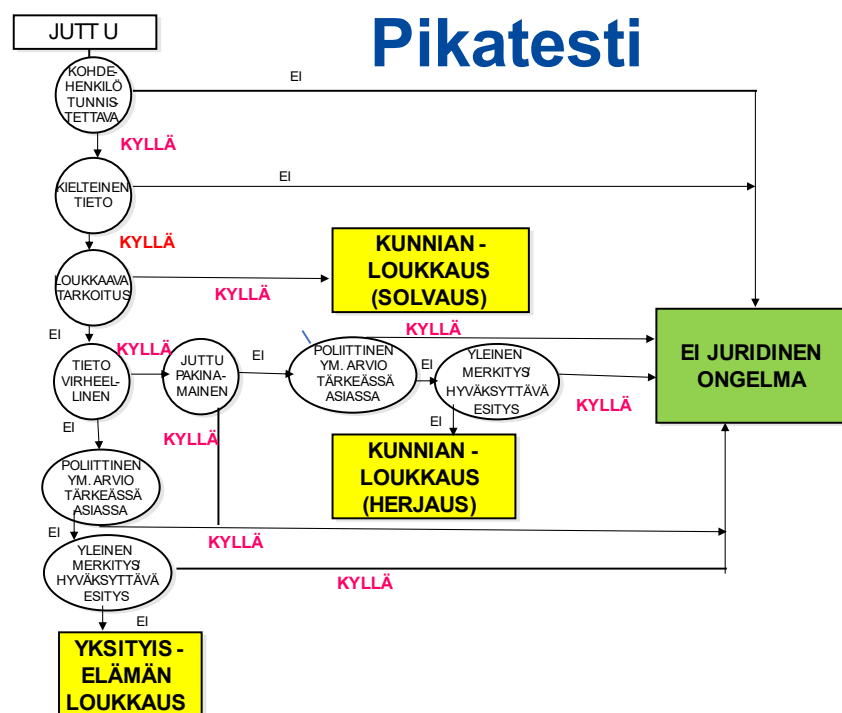 Pikatesti
JUTT U
KOHDE-
HENKILÖ
TUNNIS-
TETTAVA
EI
KYLLÄ
KIELTEINEN
TIETO
EI
KYLLÄ
LOUKKAAVA
TARKOITUS
KYLLÄ
KUNNIAN -
LOUKKAUS
(SOLVAUS)
EI
TIETO
VIRHEEL-
LINEN
KYLLÄ
JUTTU
PAKINA-
MAINEN
EI
POLIITTINEN
YM. ARVIO
TÄRKEÄSSÄ
ASIASSA
KYLLÄ
EI
YLEINEN
MERKITYS/
HYVÄKSYTTÄVÄ
ESITYS
KYLLÄ
EI JURIDINEN
ONGELMA
EI
KYLLÄ
EI
KUNNIAN -
LOUKKAUS
(HERJAUS)
POLIITTINEN
YM. ARVIO
TÄRKEÄSSÄ
ASIASSA
KYLLÄ
EI
YLEINEN
MERKITYS/
HYVÄKSYTTÄVÄ
ESITYS
KYLLÄ
EI
YKSITYIS -
ELÄMÄN
LOUKKAUS